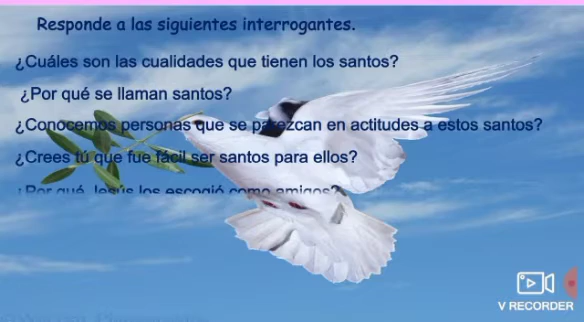 Responde a las siguientes interrogantes.
¿Cuáles son las cualidades que tienen los santos?
¿Por qué se llaman santos?
¿Conocemos personas que se parezcan en actitudes a estos santos?
¿Crees tú que fue fácil ser santos para ellos?
¿Por qué Jesús los escogió como amigos?
V RECORDER